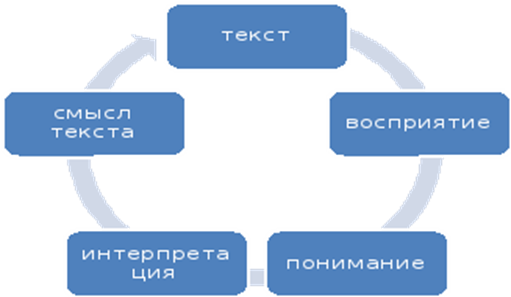 текст
восприятие
понимание
интерпрета
ция
смысл
текста